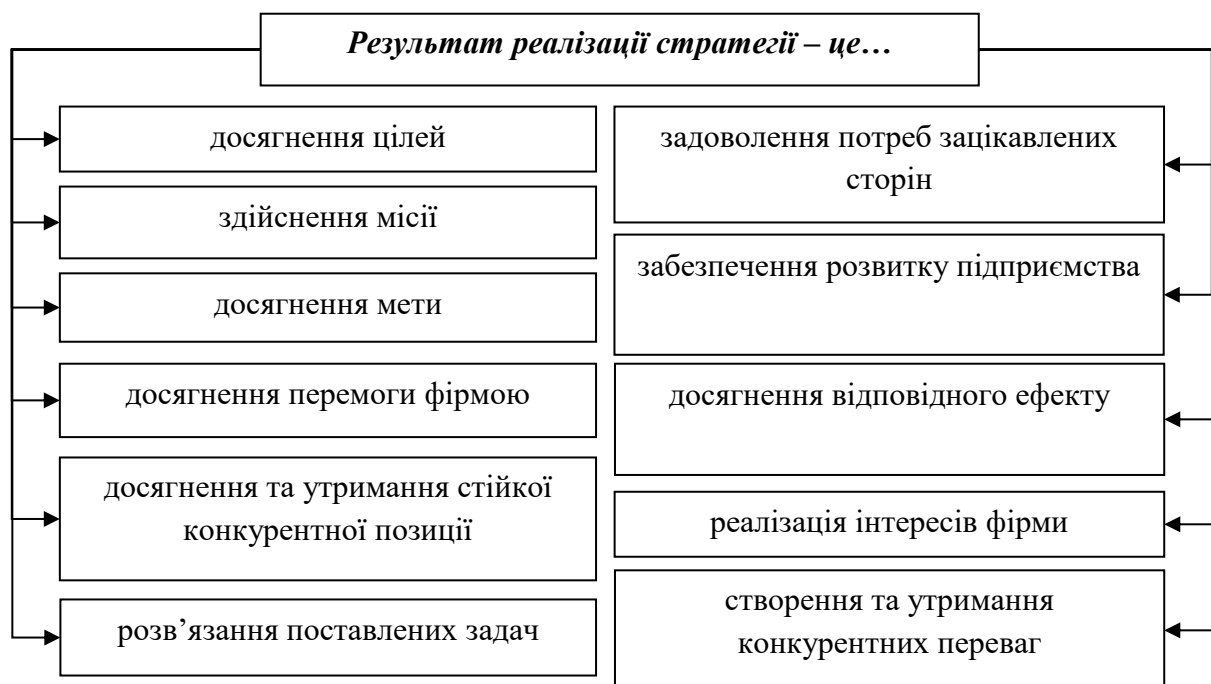 Результат реалізації стратегії – це…
досягнення цілей
здійснення місії
досягнення мети
досягнення перемоги фірмою
досягнення та утримання стійкої
конкурентної позиції
розв’язання поставлених задач
задоволення потреб зацікавлених
сторін
забезпечення розвитку підприємства
досягнення відповідного ефекту
реалізація інтересів фірми
створення та утримання
конкурентних переваг